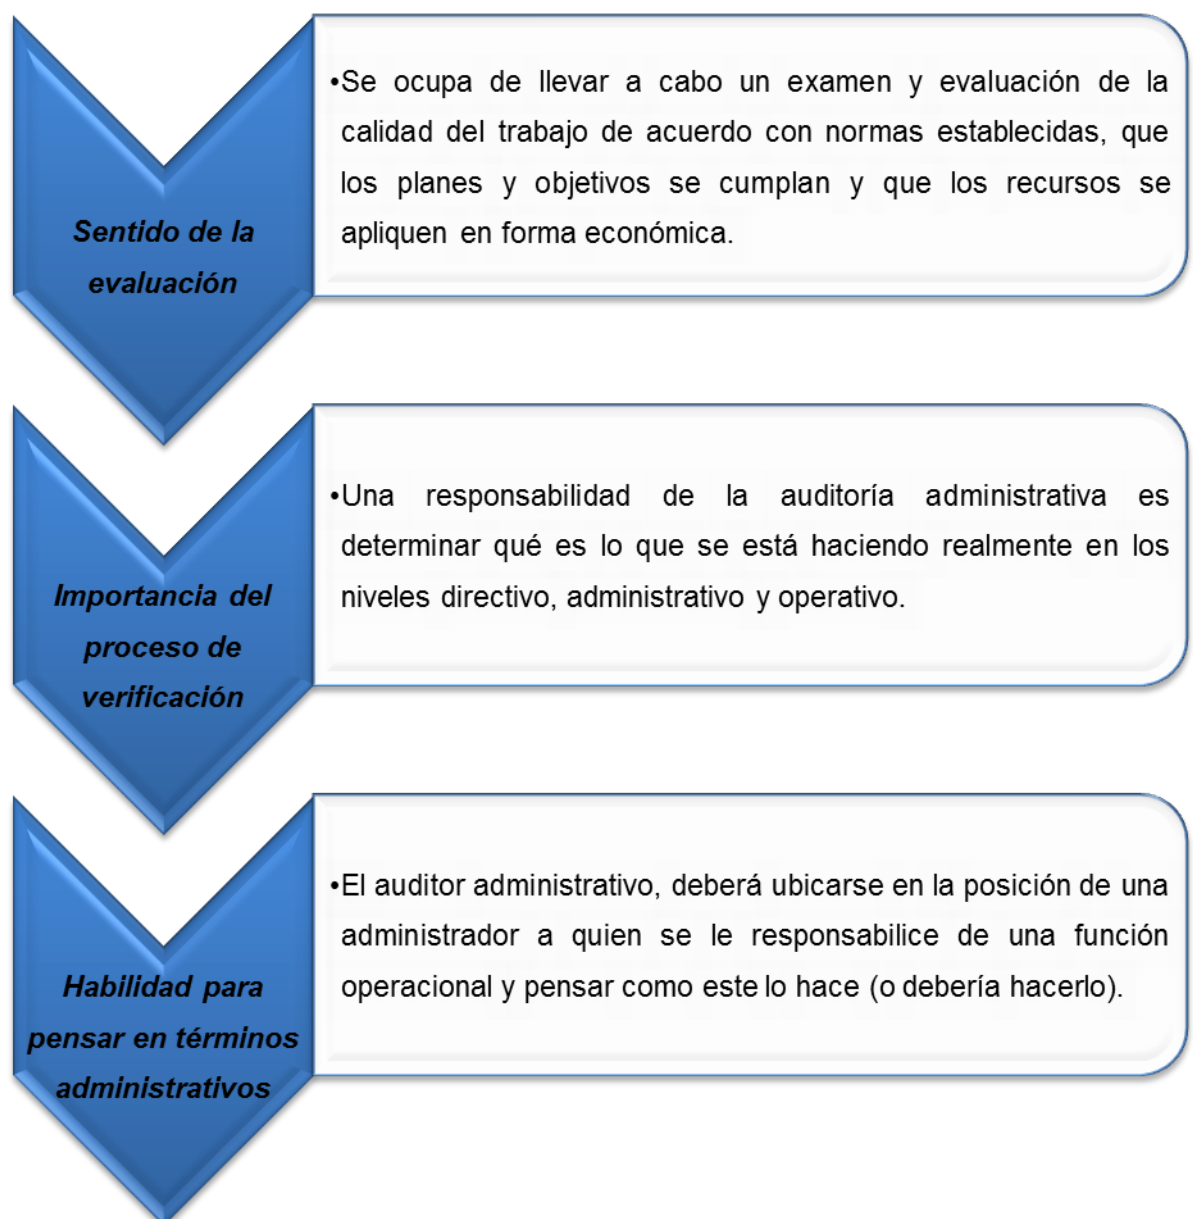 Sentido de la
evaluación
•Se ocupa de llevar a cabo un examen y evaluación de la
calidad del trabajo de acuerdo con normas establecidas, que
los planes y objetivos se cumplan y que los recursos se
apliquen en forma económica.
Importancia del
proceso de
verificación
•Una responsabilidad de la auditoría administrativa es
determinar qué es lo que se está haciendo realmente en los
niveles directivo, administrativo y operativo.
Habilidad para
pensar en términos
administrativos
•El auditor administrativo, deberá ubicarse en la posición de una
administrador a quien se le responsabilice de una función
operacional y pensar como este lo hace (o debería hacerlo).